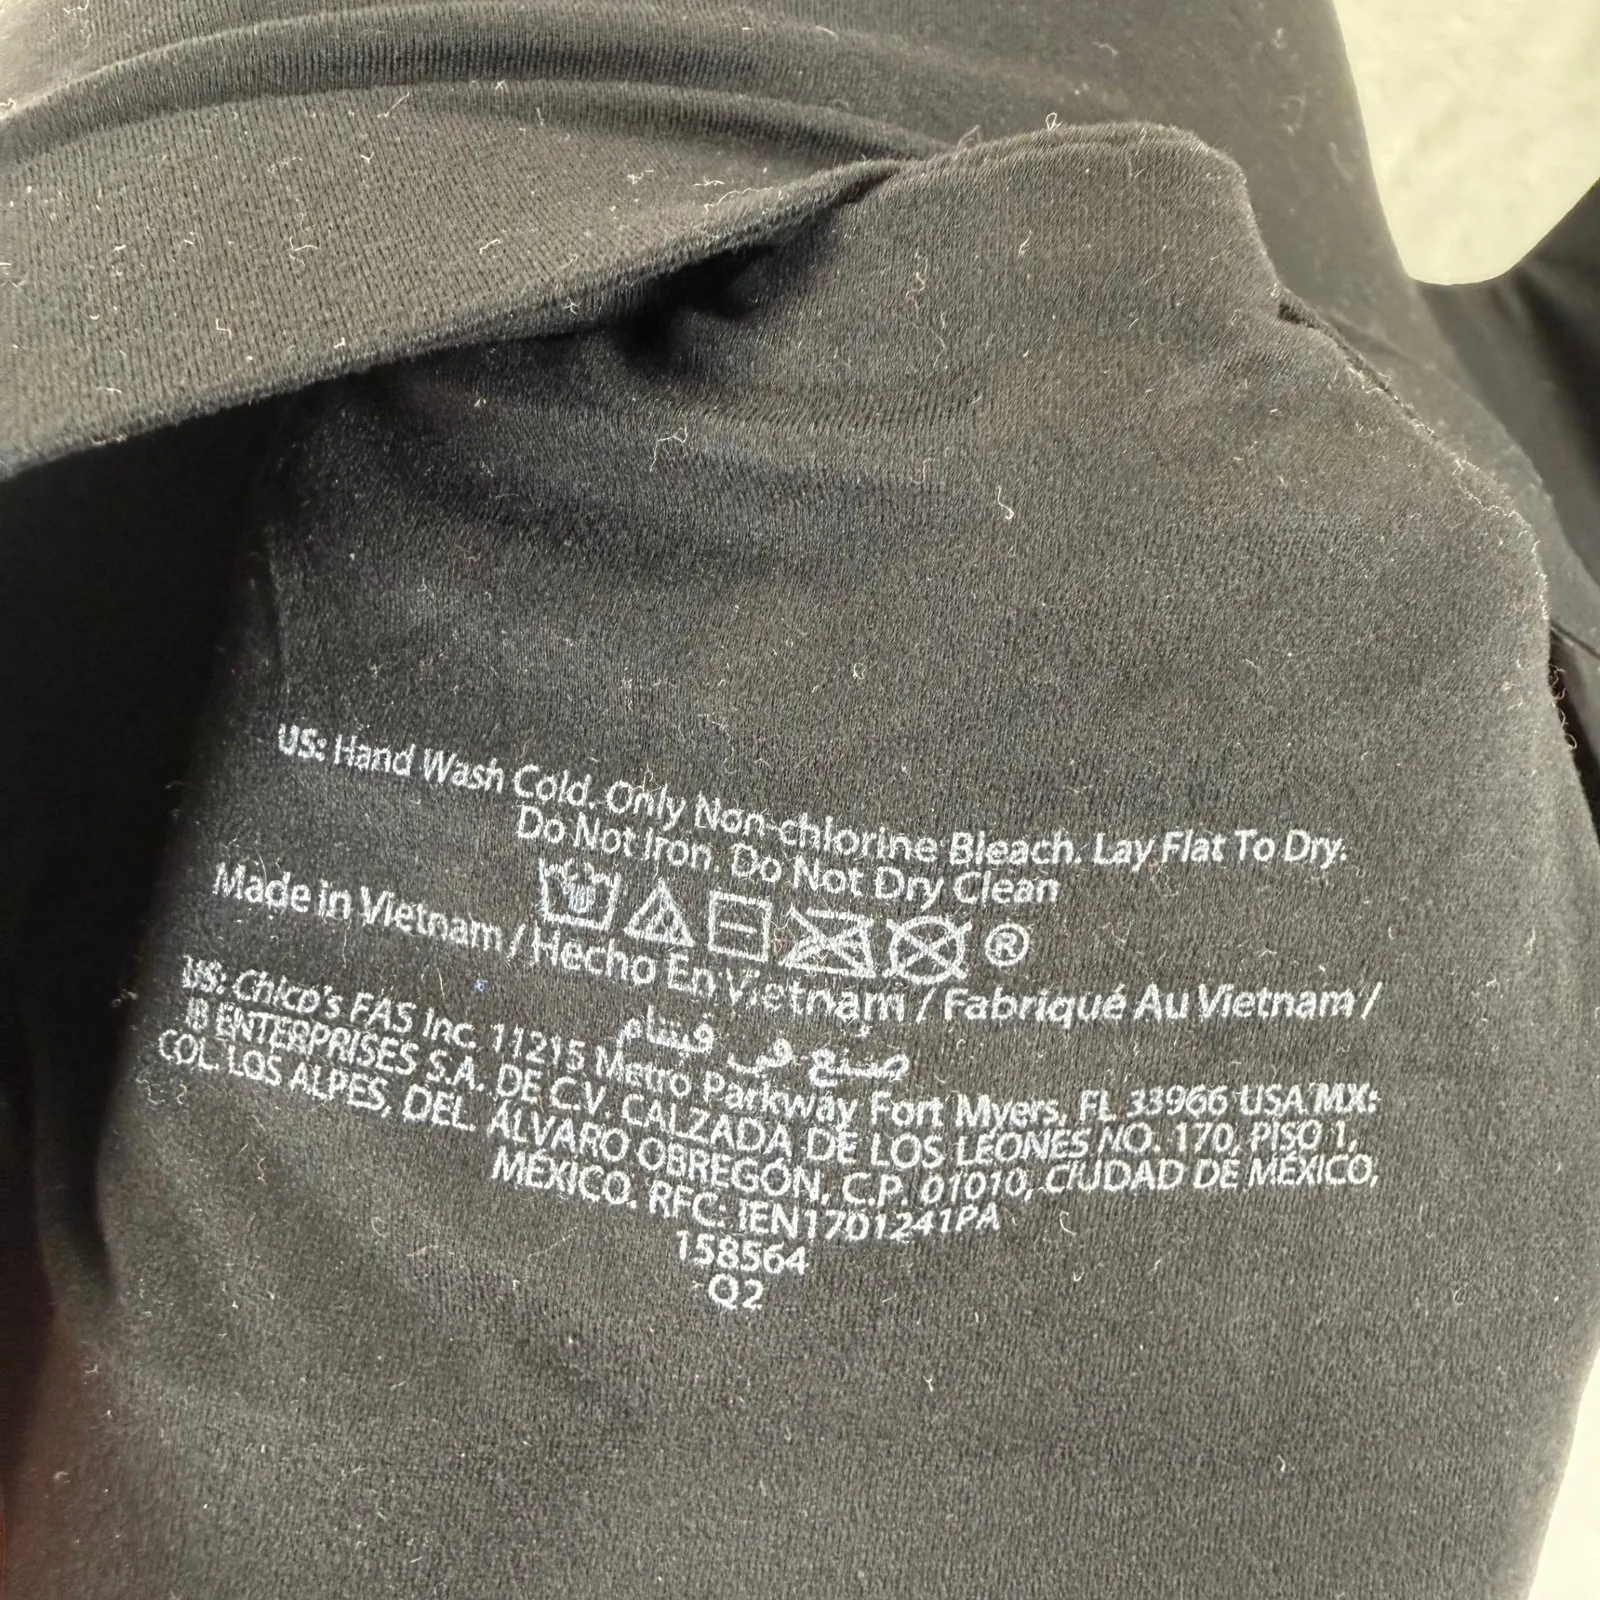 US: Hand Wash Cold. Only Non-chlorine Bleach. Lay Flat To Dry.
Do Not Iron. Do Not Dry Clean
®
Made in Vietnam / Hecho En Vietnam / Fabriqué Au Vietnam /
صنع في فيتنام
US: Chico's FAS Inc. 11215 Metro Parkway Fort Myers, FL 33966 USA MX:
IB ENTERPRISES S.A. DE C.V. CALZADA DE LOS LEONES NO. 170, PISO 1,
COL. LOS ALPES, DEL. ÁLVARO OBREGÓN, C.P. 01010, CIUDAD DE MÉXICO,
MÉXICO. RFC: IEN1701241PA
158564
Q2